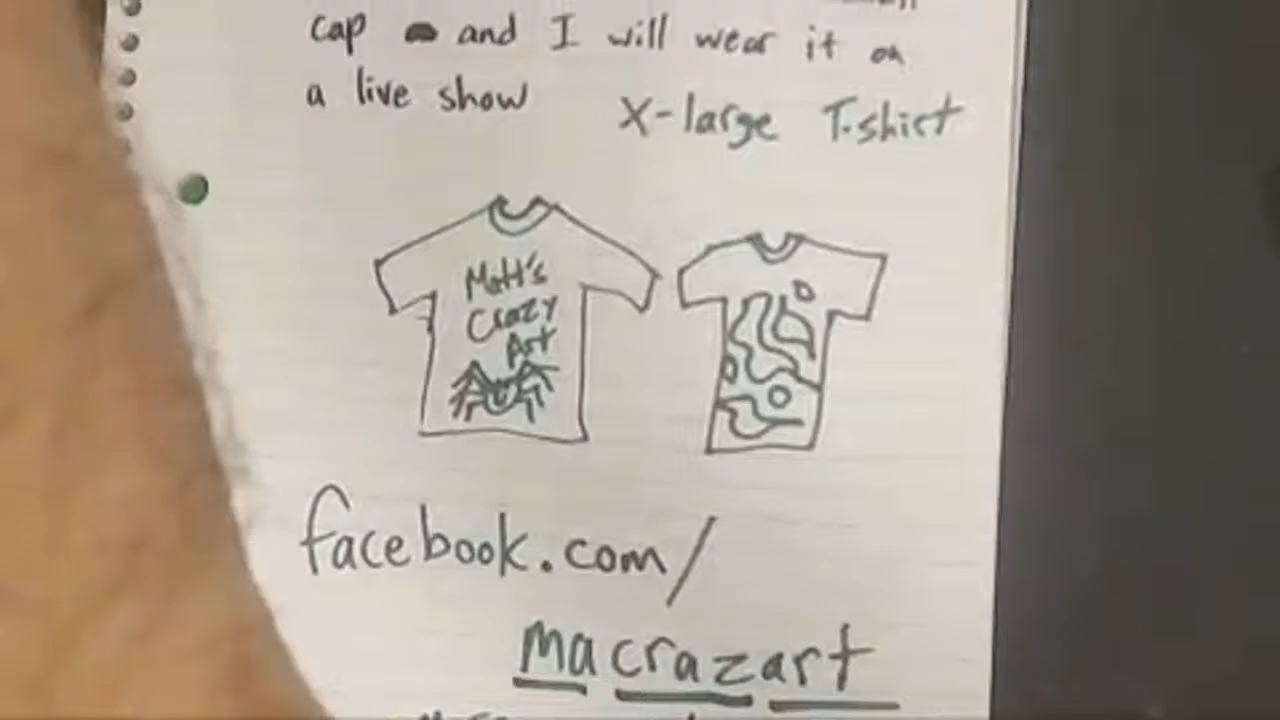 cap and I will wear it on
a live show X-large T-shirt
Matt's
Crazy
Art
facebook.com/
macrazart